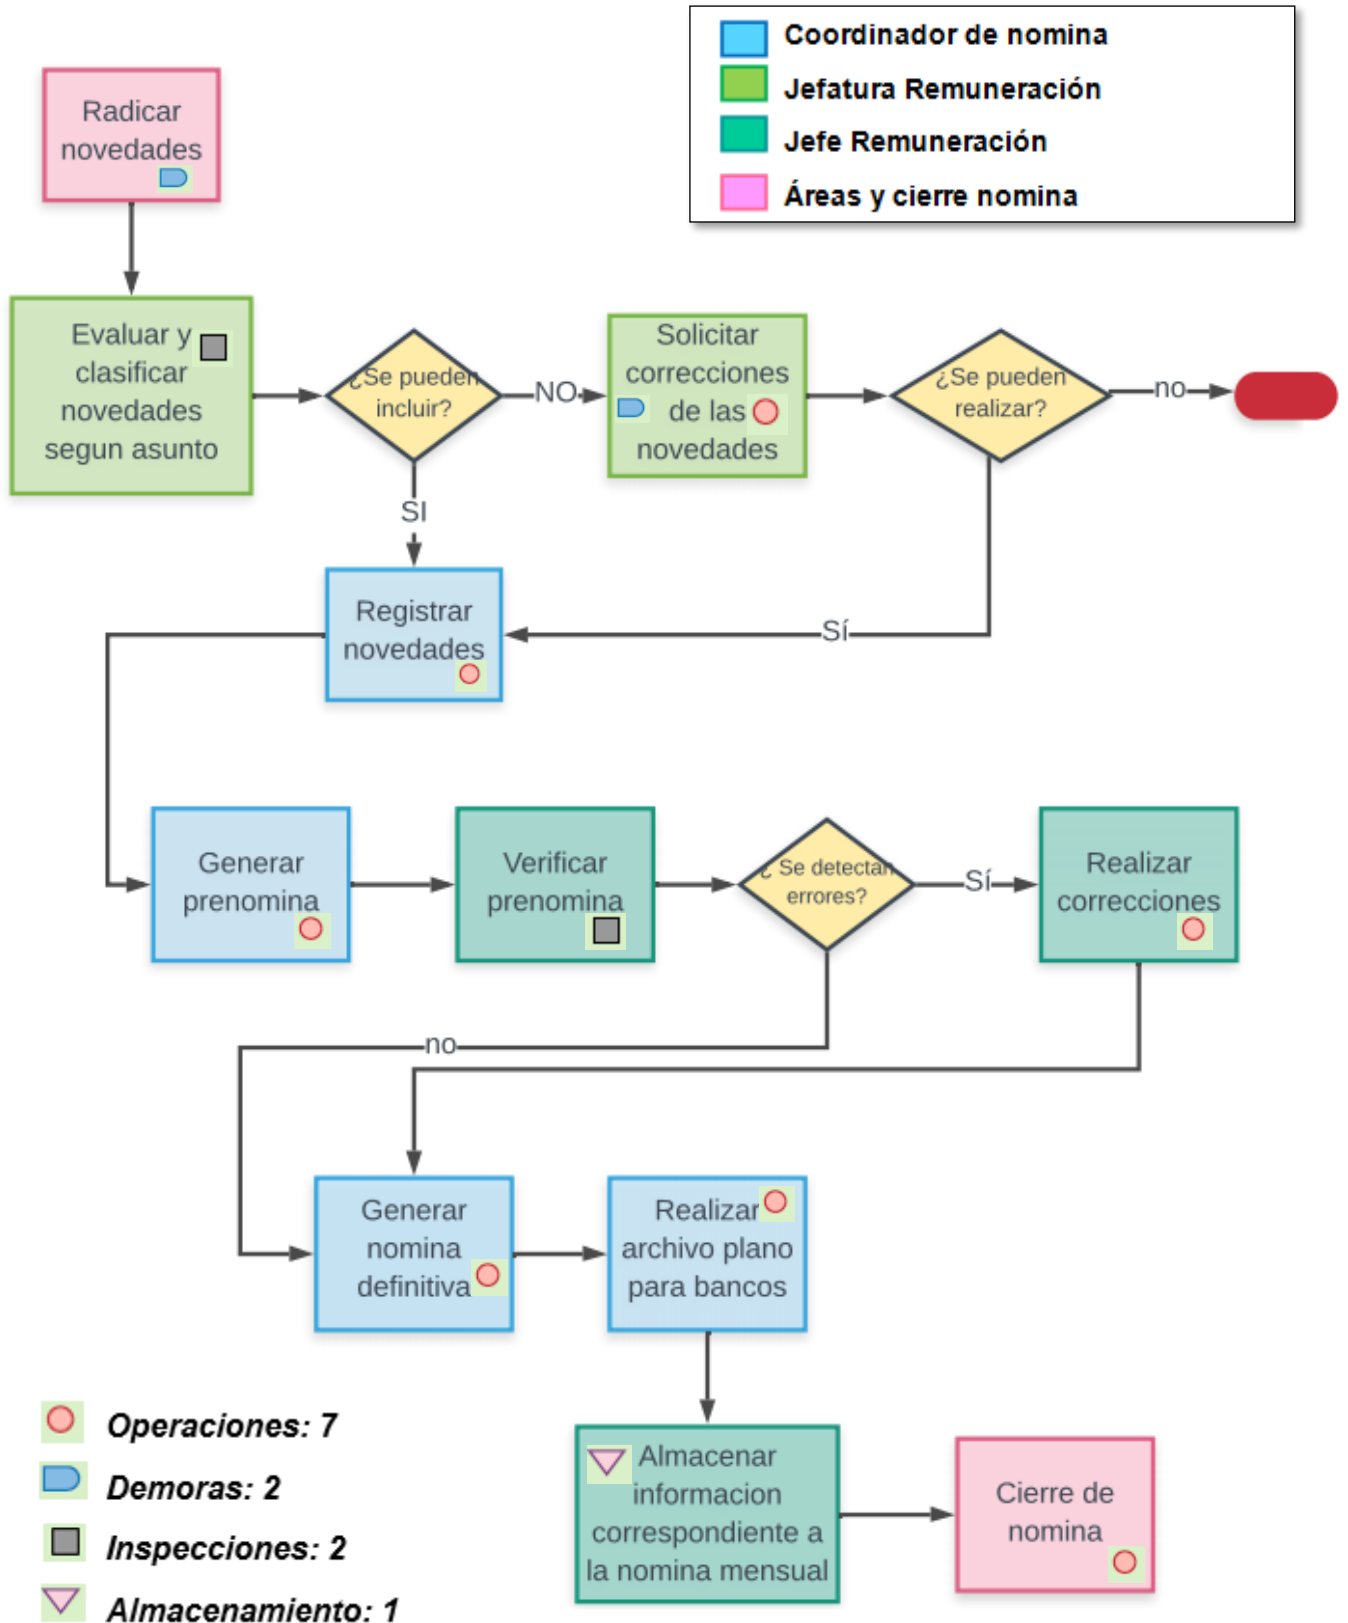 Coordinador de nomina
Jefatura Remuneración
Jefe Remuneración
Áreas y cierre nomina
Radicar
novedades
Evaluar y
clasificar
novedades
segun asunto
¿Se pueden
incluir?
NO
Solicitar
correcciones
de las
novedades
¿Se pueden
realizar?
no
SI
Registrar
novedades
Sí
Generar
prenomina
Verificar
prenomina
¿ Se detectan
errores?
Sí
Realizar
correcciones
no
Generar
nomina
definitiva
Realizar
archivo plano
para bancos
Almacenar
informacion
correspondiente a
la nomina mensual
Cierre de
nomina
Operaciones: 7
Demoras: 2
Inspecciones: 2
Almacenamiento: 1